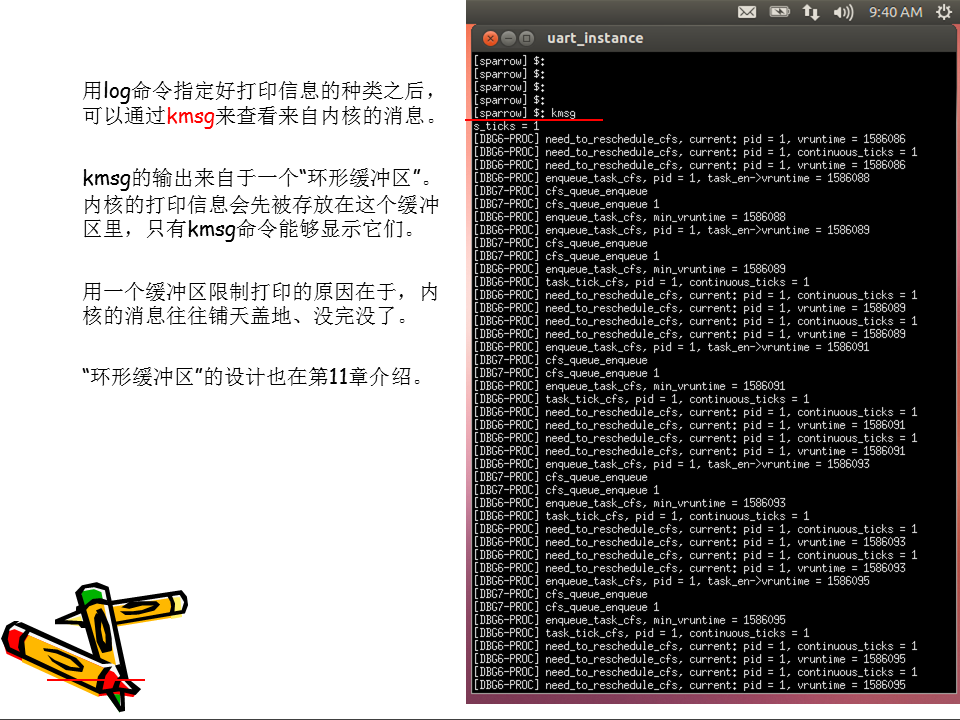 用log命令指定好打印信息的种类之后，
可以通过kmsg来查看来自内核的消息。
kmsg的输出来自于一个“环形缓冲区”。
内核的打印信息会先被存放在这个缓冲
区里，只有kmsg命令能够显示它们。
用一个缓冲区限制打印的原因在于，内
核的消息往往铺天盖地、没完没了。
“环形缓冲区”的设计也在第11章介绍。
9:40 AM
uart_instance
[sparrow] $:
[sparrow] $:
[sparrow] $:
[sparrow] $:
[sparrow] $: kmsg
s_ticks = 1
[DBG6-PROC] need_to_reschedule_cfs, current: pid = 1, vruntime = 1586086
[DBG6-PROC] need_to_reschedule_cfs, current: pid = 1, continuous_ticks = 1
[DBG6-PROC] need_to_reschedule_cfs, current: pid = 1, vruntime = 1586086
[DBG6-PROC] enqueue_task_cfs, pid = 1, task_en->vruntime = 1586088
[DBG7-PROC] cfs_queue_enqueue
[DBG7-PROC] cfs_queue_enqueue 1
[DBG6-PROC] enqueue_task_cfs, min_vruntime = 1586088
[DBG6-PROC] enqueue_task_cfs, pid = 1, task_en->vruntime = 1586089
[DBG7-PROC] cfs_queue_enqueue
[DBG7-PROC] cfs_queue_enqueue 1
[DBG6-PROC] enqueue_task_cfs, min_vruntime = 1586089
[DBG6-PROC] task_tick_cfs, pid = 1, continuous_ticks = 1
[DBG6-PROC] need_to_reschedule_cfs, current: pid = 1, continuous_ticks = 1
[DBG6-PROC] need_to_reschedule_cfs, current: pid = 1, vruntime = 1586089
[DBG6-PROC] need_to_reschedule_cfs, current: pid = 1, continuous_ticks = 1
[DBG6-PROC] need_to_reschedule_cfs, current: pid = 1, vruntime = 1586089
[DBG6-PROC] enqueue_task_cfs, pid = 1, task_en->vruntime = 1586091
[DBG7-PROC] cfs_queue_enqueue
[DBG7-PROC] cfs_queue_enqueue 1
[DBG6-PROC] enqueue_task_cfs, min_vruntime = 1586091
[DBG6-PROC] task_tick_cfs, pid = 1, continuous_ticks = 1
[DBG6-PROC] need_to_reschedule_cfs, current: pid = 1, continuous_ticks = 1
[DBG6-PROC] need_to_reschedule_cfs, current: pid = 1, vruntime = 1586091
[DBG6-PROC] need_to_reschedule_cfs, current: pid = 1, continuous_ticks = 1
[DBG6-PROC] need_to_reschedule_cfs, current: pid = 1, vruntime = 1586091
[DBG6-PROC] enqueue_task_cfs, pid = 1, task_en->vruntime = 1586093
[DBG7-PROC] cfs_queue_enqueue
[DBG7-PROC] cfs_queue_enqueue 1
[DBG6-PROC] enqueue_task_cfs, min_vruntime = 1586093
[DBG6-PROC] task_tick_cfs, pid = 1, continuous_ticks = 1
[DBG6-PROC] need_to_reschedule_cfs, current: pid = 1, continuous_ticks = 1
[DBG6-PROC] need_to_reschedule_cfs, current: pid = 1, vruntime = 1586093
[DBG6-PROC] need_to_reschedule_cfs, current: pid = 1, continuous_ticks = 1
[DBG6-PROC] need_to_reschedule_cfs, current: pid = 1, vruntime = 1586093
[DBG6-PROC] enqueue_task_cfs, pid = 1, task_en->vruntime = 1586095
[DBG7-PROC] cfs_queue_enqueue
[DBG7-PROC] cfs_queue_enqueue 1
[DBG6-PROC] enqueue_task_cfs, min_vruntime = 1586095
[DBG6-PROC] task_tick_cfs, pid = 1, continuous_ticks = 1
[DBG6-PROC] need_to_reschedule_cfs, current: pid = 1, continuous_ticks = 1
[DBG6-PROC] need_to_reschedule_cfs, current: pid = 1, vruntime = 1586095
[DBG6-PROC] need_to_reschedule_cfs, current: pid = 1, continuous_ticks = 1
[DBG6-PROC] need_to_reschedule_cfs, current: pid = 1, vruntime = 1586095